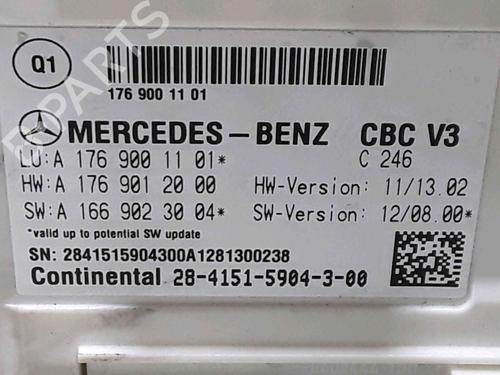 Q1
176 900 11 01
MERCEDES-BENZ CBC V3
LU: A 176 900 11 01* C 246
HW: A 176 901 20 00 HW-Version: 11/13.02
SW: A 166 902 30 04* SW-Version: 12/08.00*
*valid up to potential SW update
SN: 2841515904300A1281300238
Continental 28-4151-5904-3-00